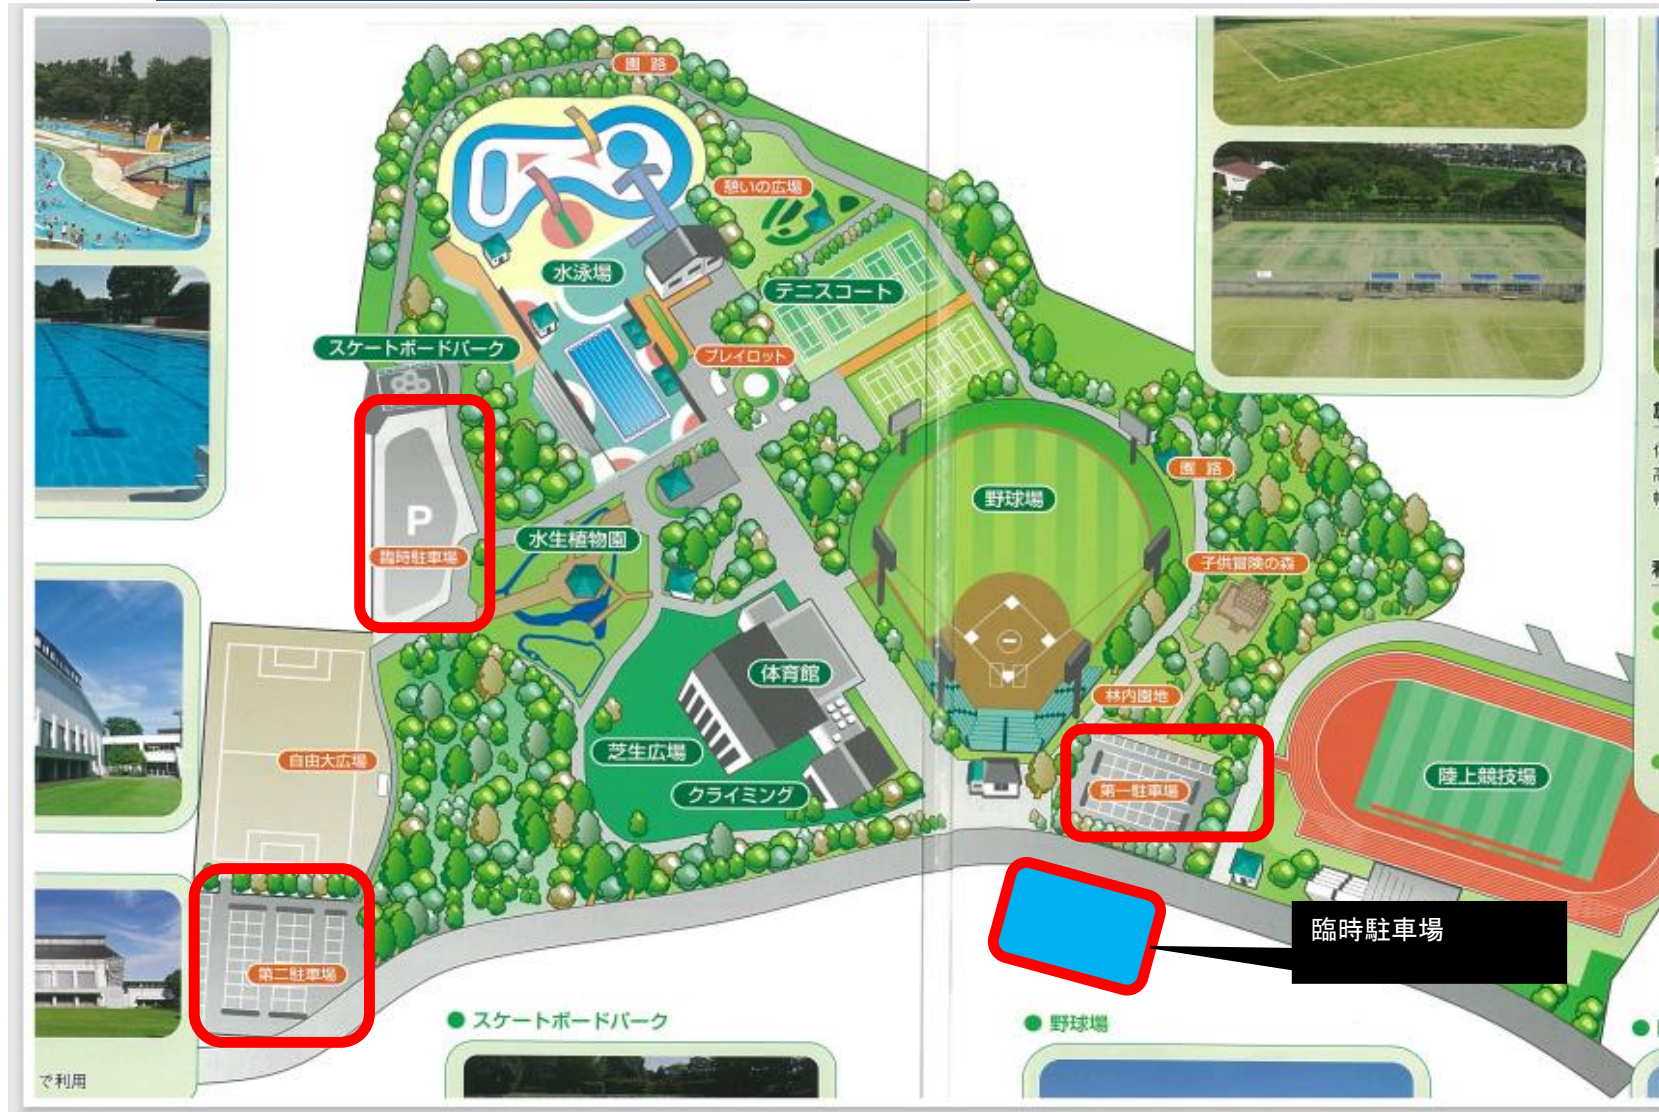 園路
憩いの広場
水泳場
テニスコート
スケートボードパーク
プレイロット
園路
野球場
P
臨時駐車場
水生植物園
子供冒険の森
体育館
林内園地
芝生広場
自由大広場
クライミング
第一駐車場
陸上競技場
臨時駐車場
第二駐車場
● スケートボードパーク
● 野球場
で利用